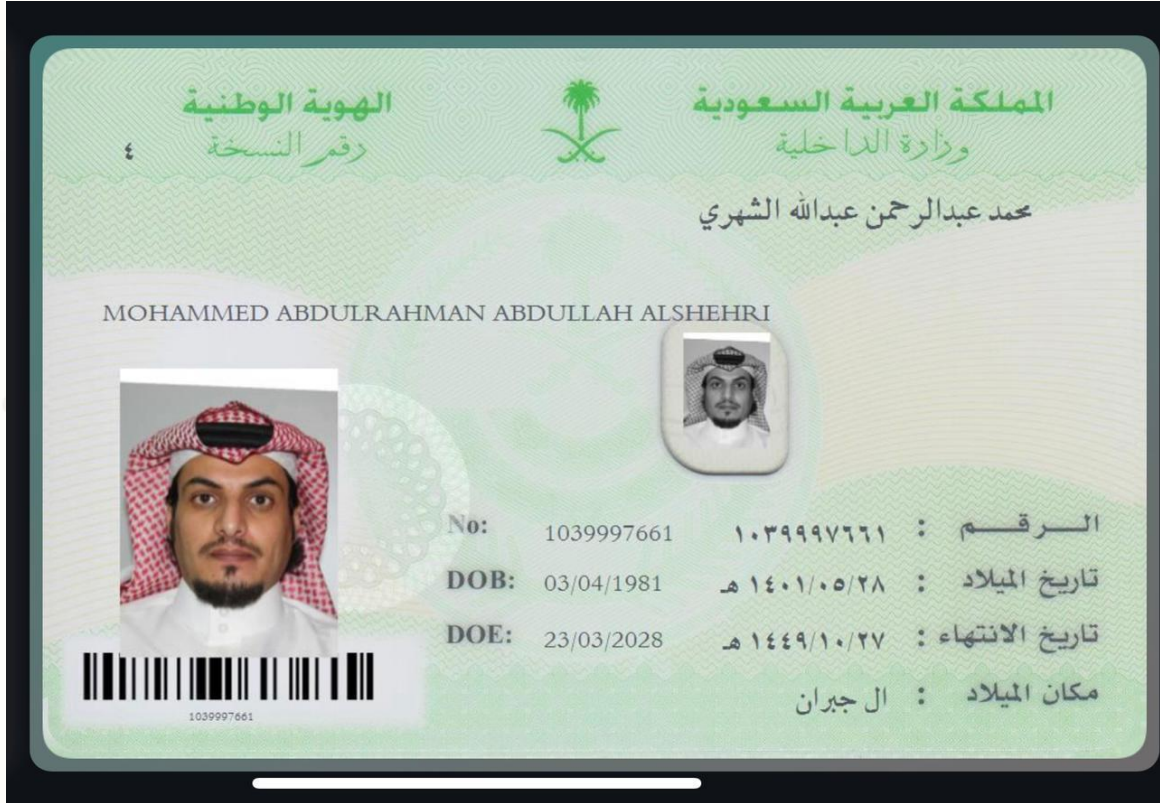 المملكة العربية السعودية
وزارة الداخلية
الهوية الوطنية
رقم النسخة ٤
محمد عبدالرحمن عبدالله الشهري
MOHAMMED ABDULRAHMAN ABDULLAH ALSHEHRI
الـــرقـــم : ١٠٣٩٩٩٧٦٦١ No: 1039997661
تاريخ الميلاد : ١٤٠١/٠٥/٢٨ هـ DOB: 03/04/1981
تاريخ الانتهاء : ١٤٤٩/١٠/٢٧ هـ DOE: 23/03/2028
مكان الميلاد : ال جبران
1039997661